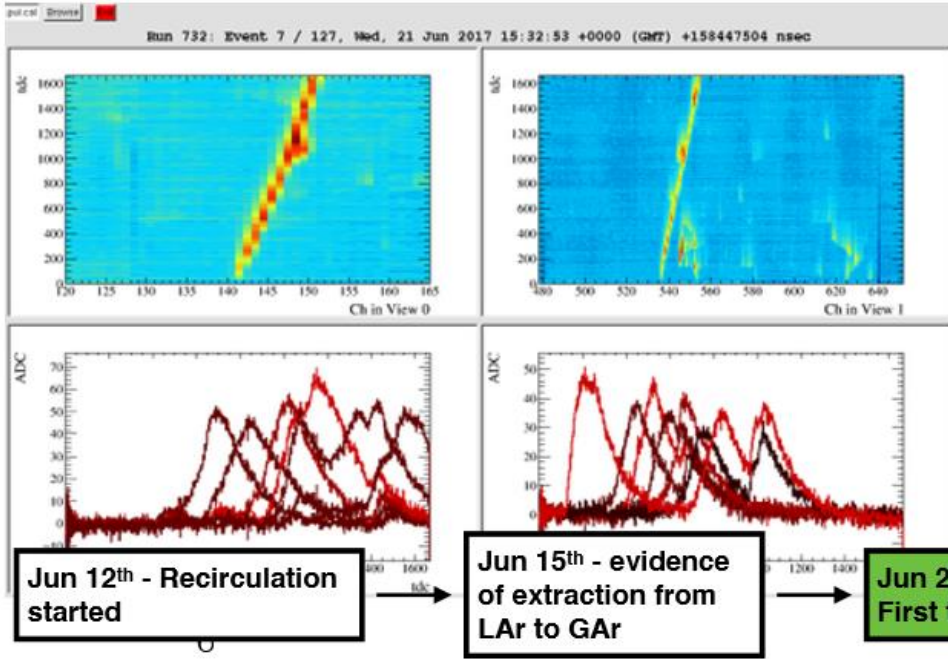 pul.cal Browse
Run 732: Event 7 / 127, Wed, 21 Jun 2017 15:32:53 +0000 (GMT) +158447504 nsec
tdc
1600
1400
1200
1000
800
600
400
200
0
120 125 130 135 140 145 150 155 160 165
Ch in View 0
tdc
1600
1400
1200
1000
800
600
400
200
0
480 500 520 540 560 580 600 620 640
Ch in View 1
ADC
70
60
50
40
30
20
10
0
1600
tdc
ADC
50
40
30
20
10
0
1200 1400
Jun 12th - Recirculation
started
Jun 15th - evidence
of extraction from
LAr to GAr
Jun 2
First